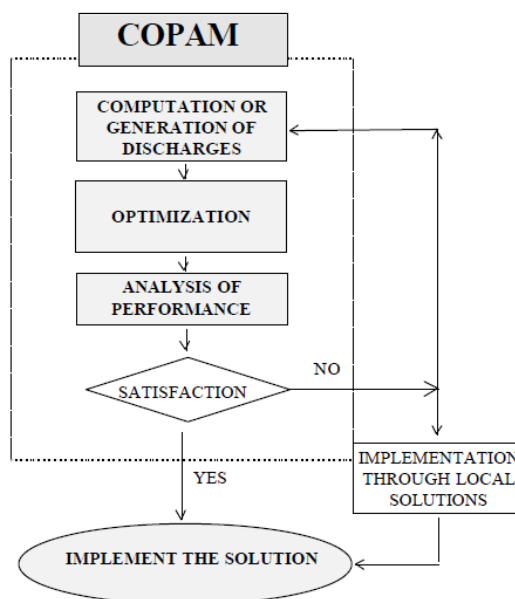 COPAM
COMPUTATION OR
GENERATION OF
DISCHARGES
OPTIMIZATION
ANALYSIS OF
PERFORMANCE
NO
SATISFACTION
YES
IMPLEMENTATION
THROUGH LOCAL
SOLUTIONS
IMPLEMENT THE SOLUTION